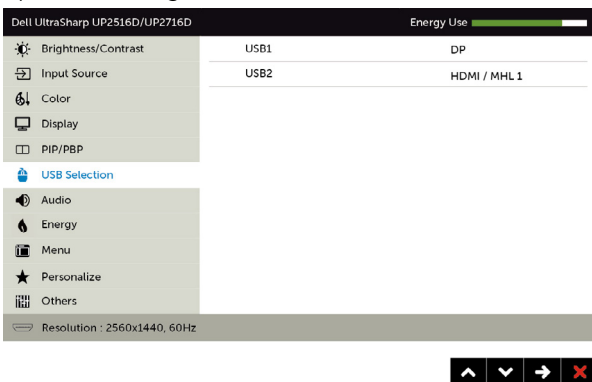 Dell UltraSharp UP2516D/UP2716D Energy Use
Brightness/Contrast USB1 DP
Input Source USB2 HDMI / MHL 1
Color
Display
PIP/PBP
USB Selection
Audio
Energy
Menu
Personalize
Others
Resolution : 2560x1440, 60Hz